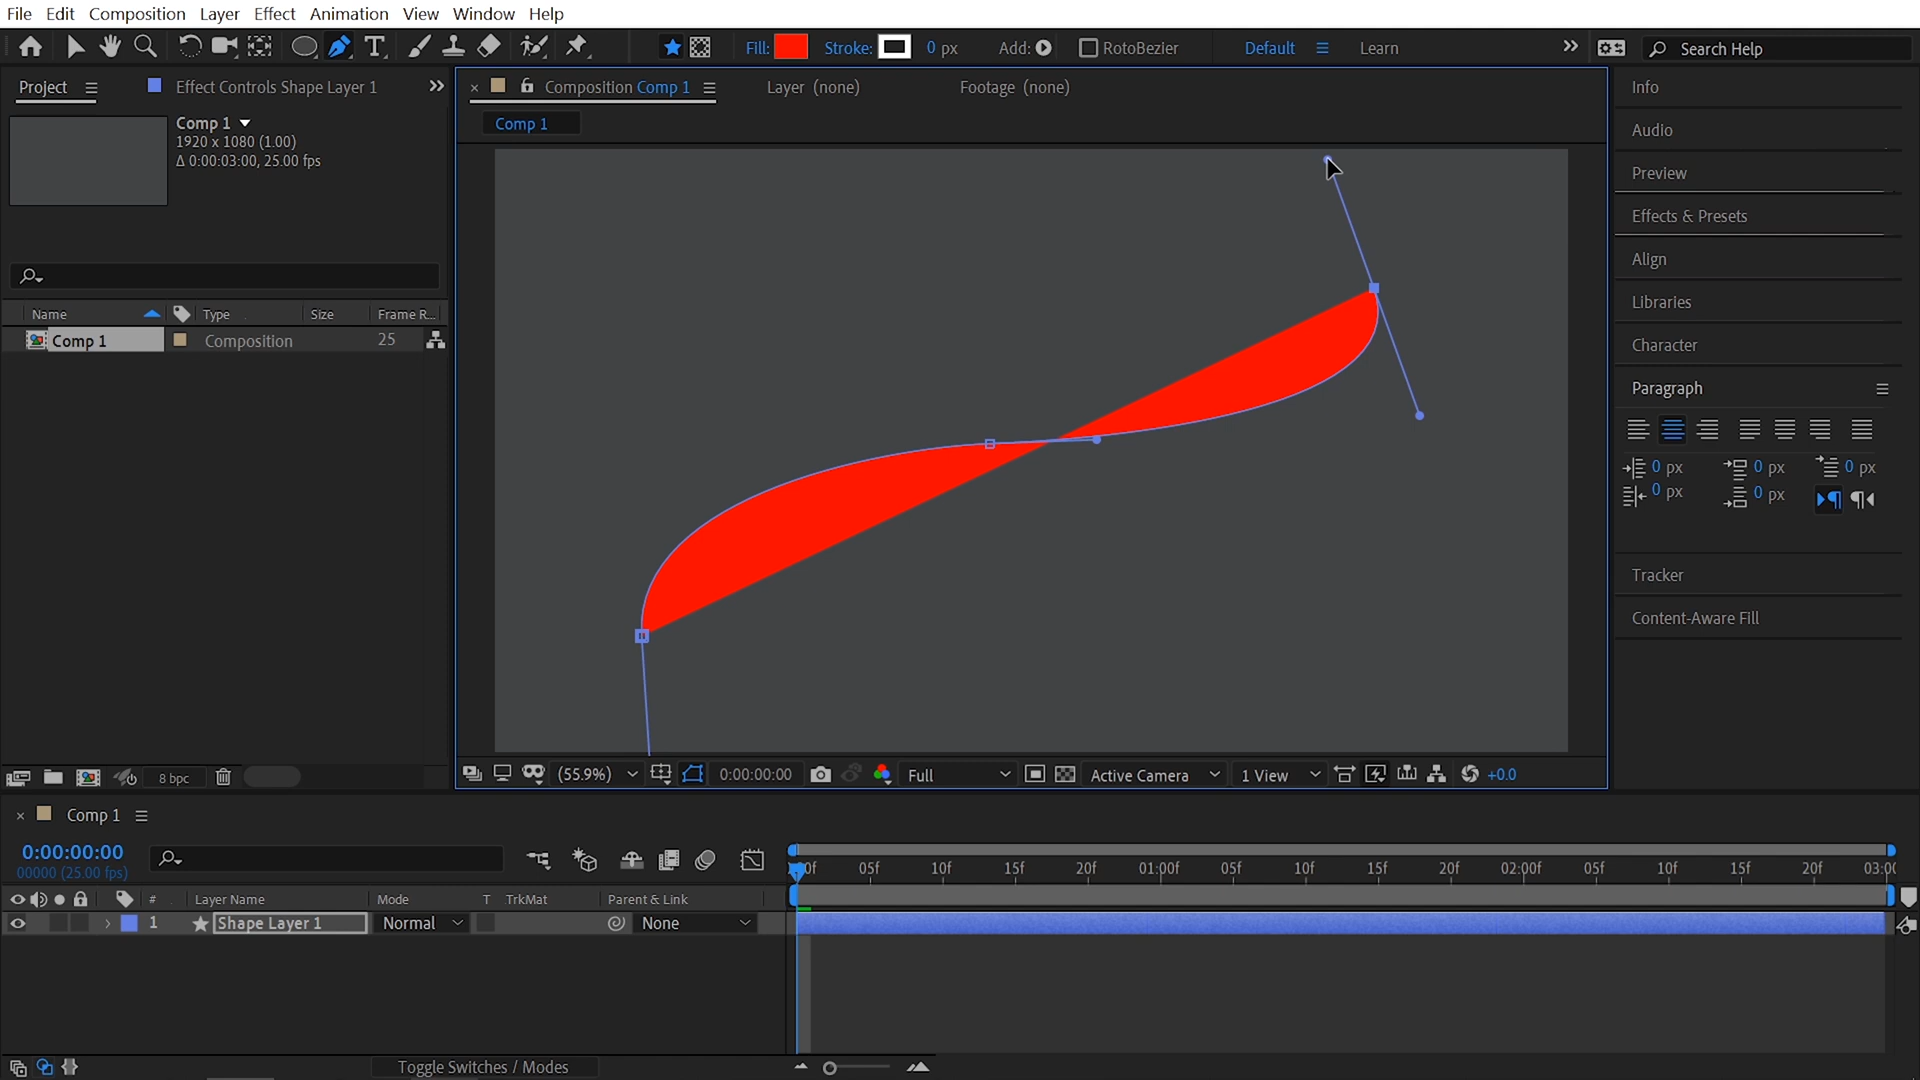 File Edit Composition Layer Effect Animation View Window Help
Fill: Stroke: 0 px Add: RotoBezier Default Learn Search Help
Project Effect Controls Shape Layer 1
Comp 1
1920 x 1080 (1.00)
Δ 0:00:03:00, 25.00 fps
Name Type Size Frame R...
Comp 1 Composition 25
8 bpc
Composition Comp 1 Layer (none) Footage (none)
Comp 1
(55.9%) 0:00:00:00 Full Active Camera 1 View +0.0
Info
Audio
Preview
Effects & Presets
Align
Libraries
Character
Paragraph
0 px 0 px 0 px
0 px 0 px
Tracker
Content-Aware Fill
Comp 1
0:00:00:00
00000 (25.00 fps)
05f 10f 15f 20f 01:00f 05f 10f 15f 20f 02:00f 05f 10f 15f 20f
# Layer Name Mode T TrkMat Parent & Link
1 Shape Layer 1 Normal None
Toggle Switches / Modes